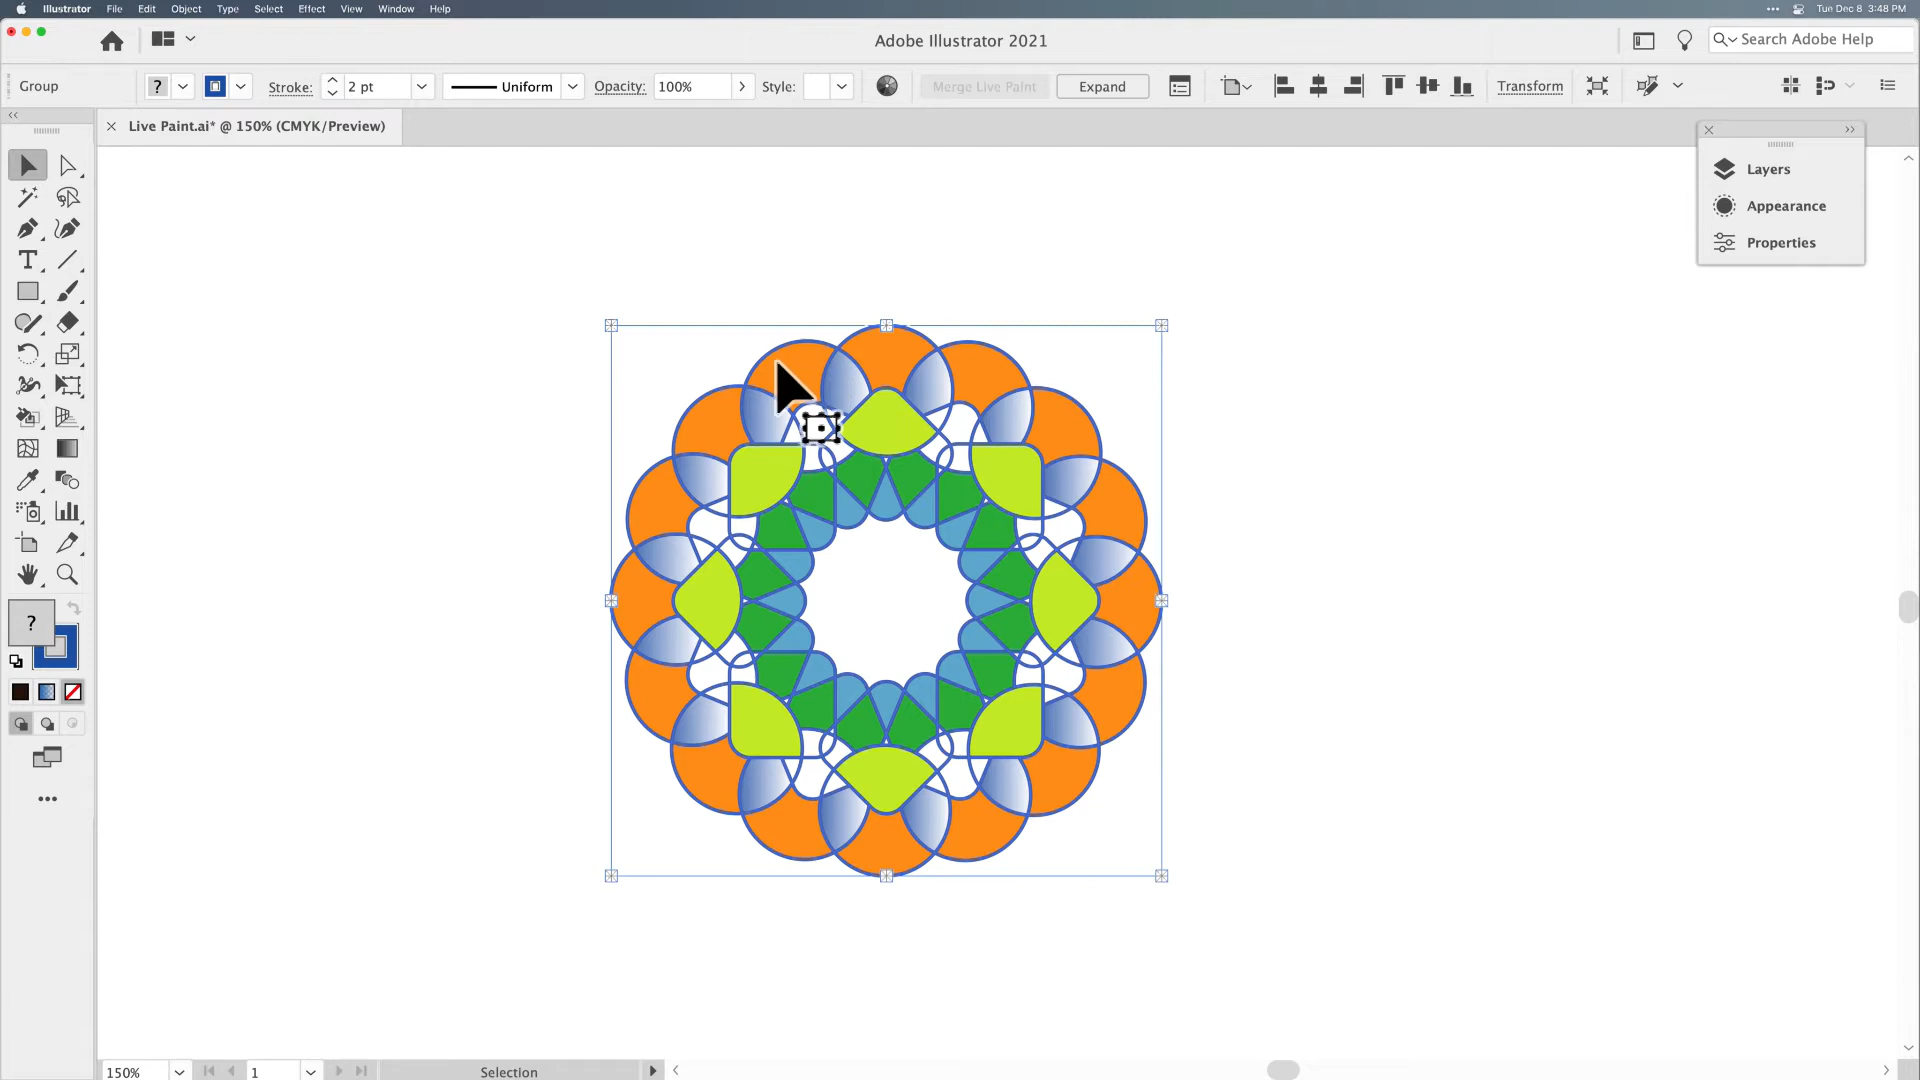 Illustrator File Edit Object Type Select Effect View Window Help
Tue Dec 8 3:48 PM
Adobe Illustrator 2021
Search Adobe Help
Group
?
Stroke:
2 pt
Uniform
Opacity:
100%
Style:
Merge Live Paint
Expand
Transform
Live Paint.ai* @ 150% (CMYK/Preview)
Layers
Appearance
Properties
T
?
150%
1
Selection